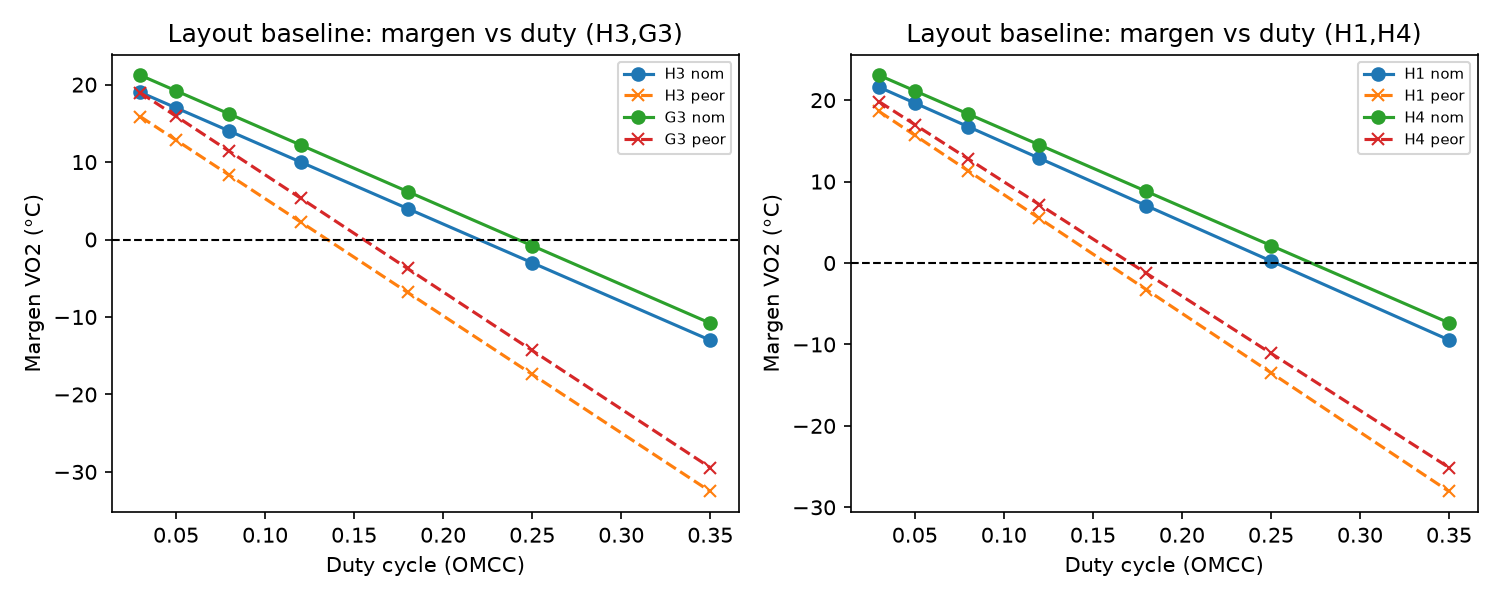 Layout baseline: margen vs duty (H3,G3)
H3 nom
H3 peor
G3 nom
G3 peor
Margen VO2 (°C)
20
10
0
−10
−20
−30
0.05 0.10 0.15 0.20 0.25 0.30 0.35
Duty cycle (OMCC)
Layout baseline: margen vs duty (H1,H4)
H1 nom
H1 peor
H4 nom
H4 peor
Margen VO2 (°C)
20
10
0
−10
−20
−30
0.05 0.10 0.15 0.20 0.25 0.30 0.35
Duty cycle (OMCC)